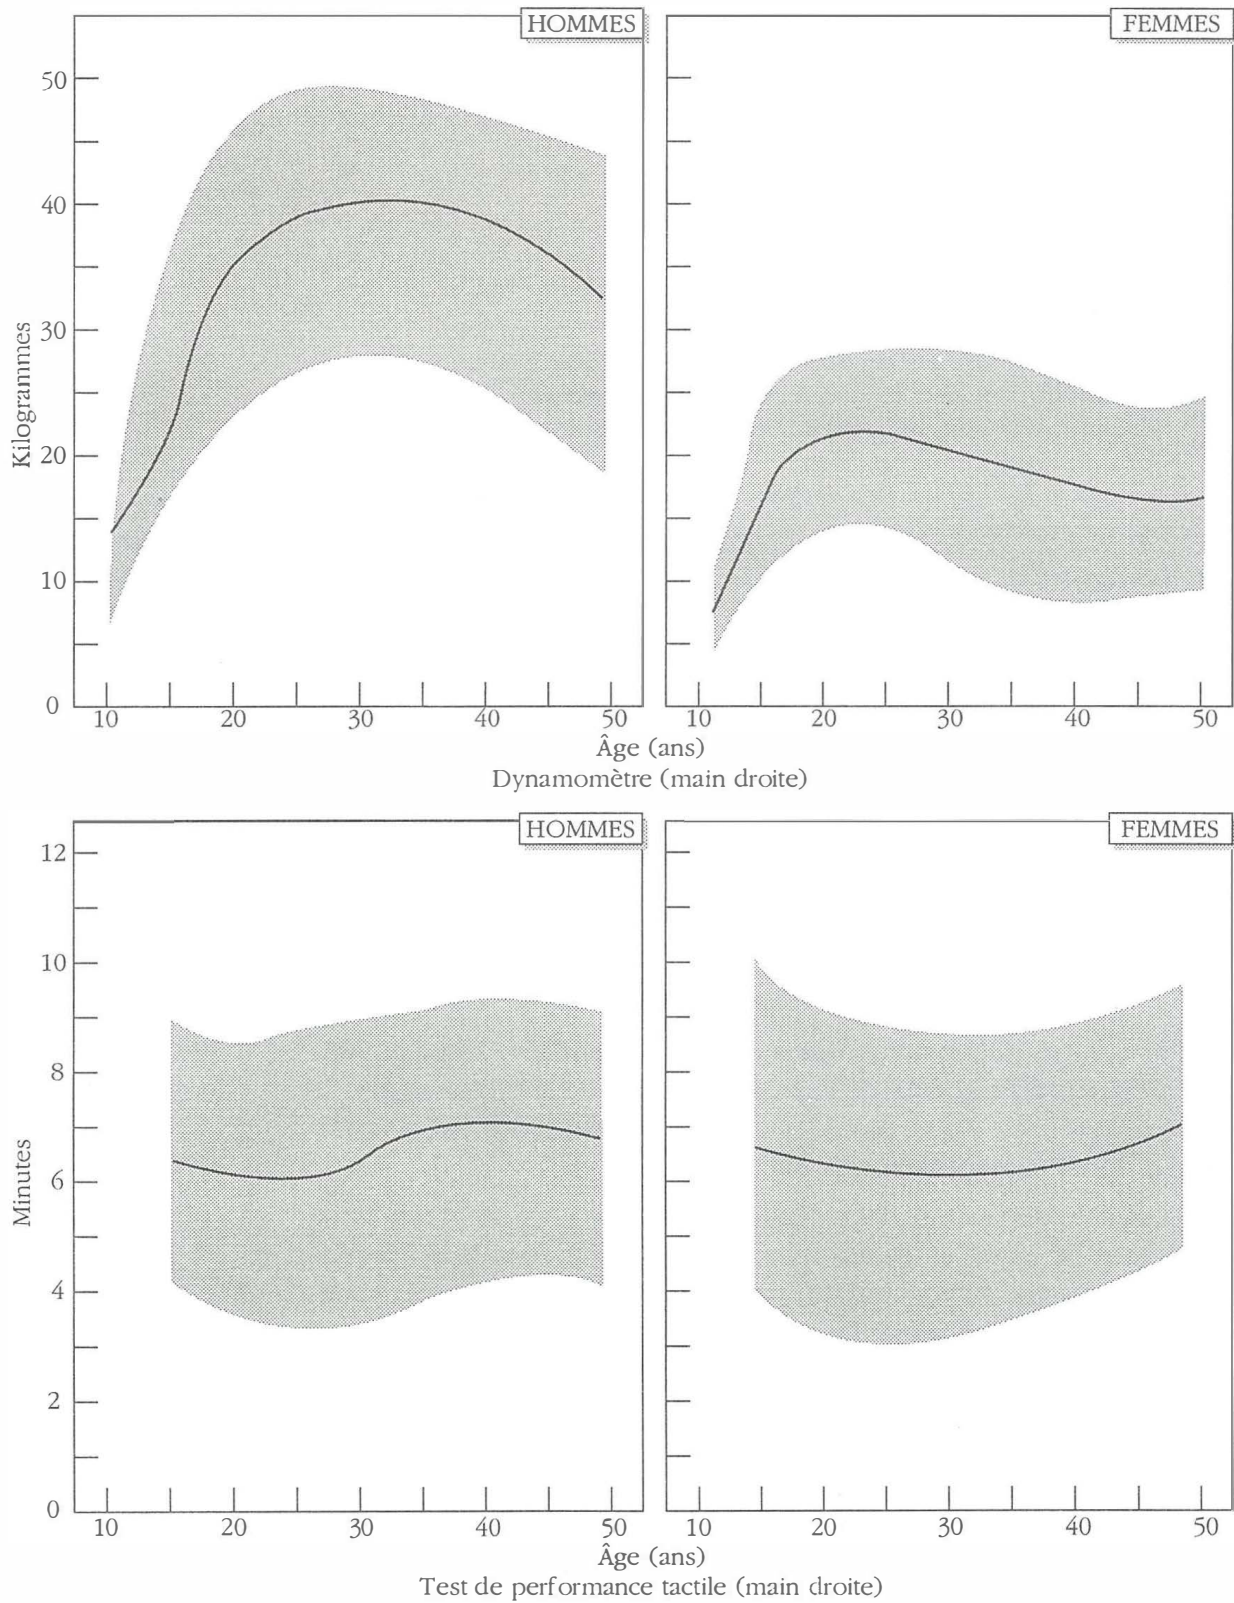 HOMMES
FEMMES
50
40
30
20
10
0
Kilogrammes
10 20 30 40 50
10 20 30 40 50
Âge (ans)
Dynamomètre (main droite)
HOMMES
FEMMES
12
10
8
6
4
2
0
Minutes
10 20 30 40 50
10 20 30 40 50
Âge (ans)
Test de performance tactile (main droite)